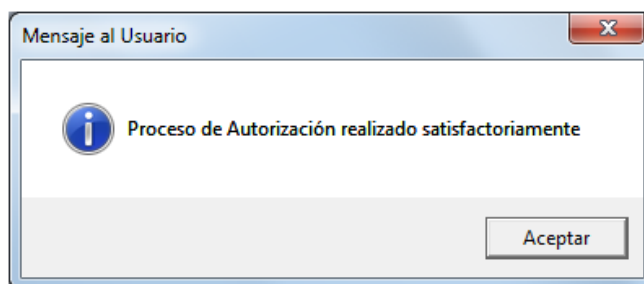 Mensaje al Usuario
Proceso de Autorización realizado satisfactoriamente
Aceptar